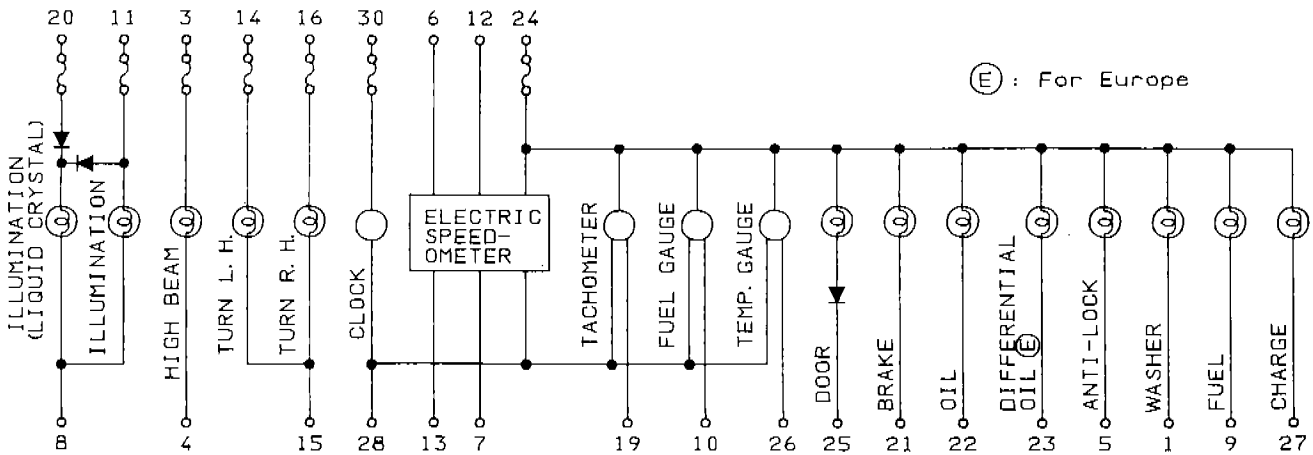 20 11 3 14 16 30 6 12 24
Ⓔ : For Europe
ILLUMINATION
(LIQUID CRYSTAL)
ILLUMINATION
HIGH BEAM
TURN L. H.
TURN R. H.
CLOCK
ELECTRIC
SPEED-
OMETER
TACHOMETER
FUEL GAUGE
TEMP. GAUGE
DOOR
BRAKE
OIL
DIFFERENTIAL
OIL Ⓔ
ANTI-LOCK
WASHER
FUEL
CHARGE
8 4 15 28 13 7 19 10 26 25 21 22 23 5 1 9 27